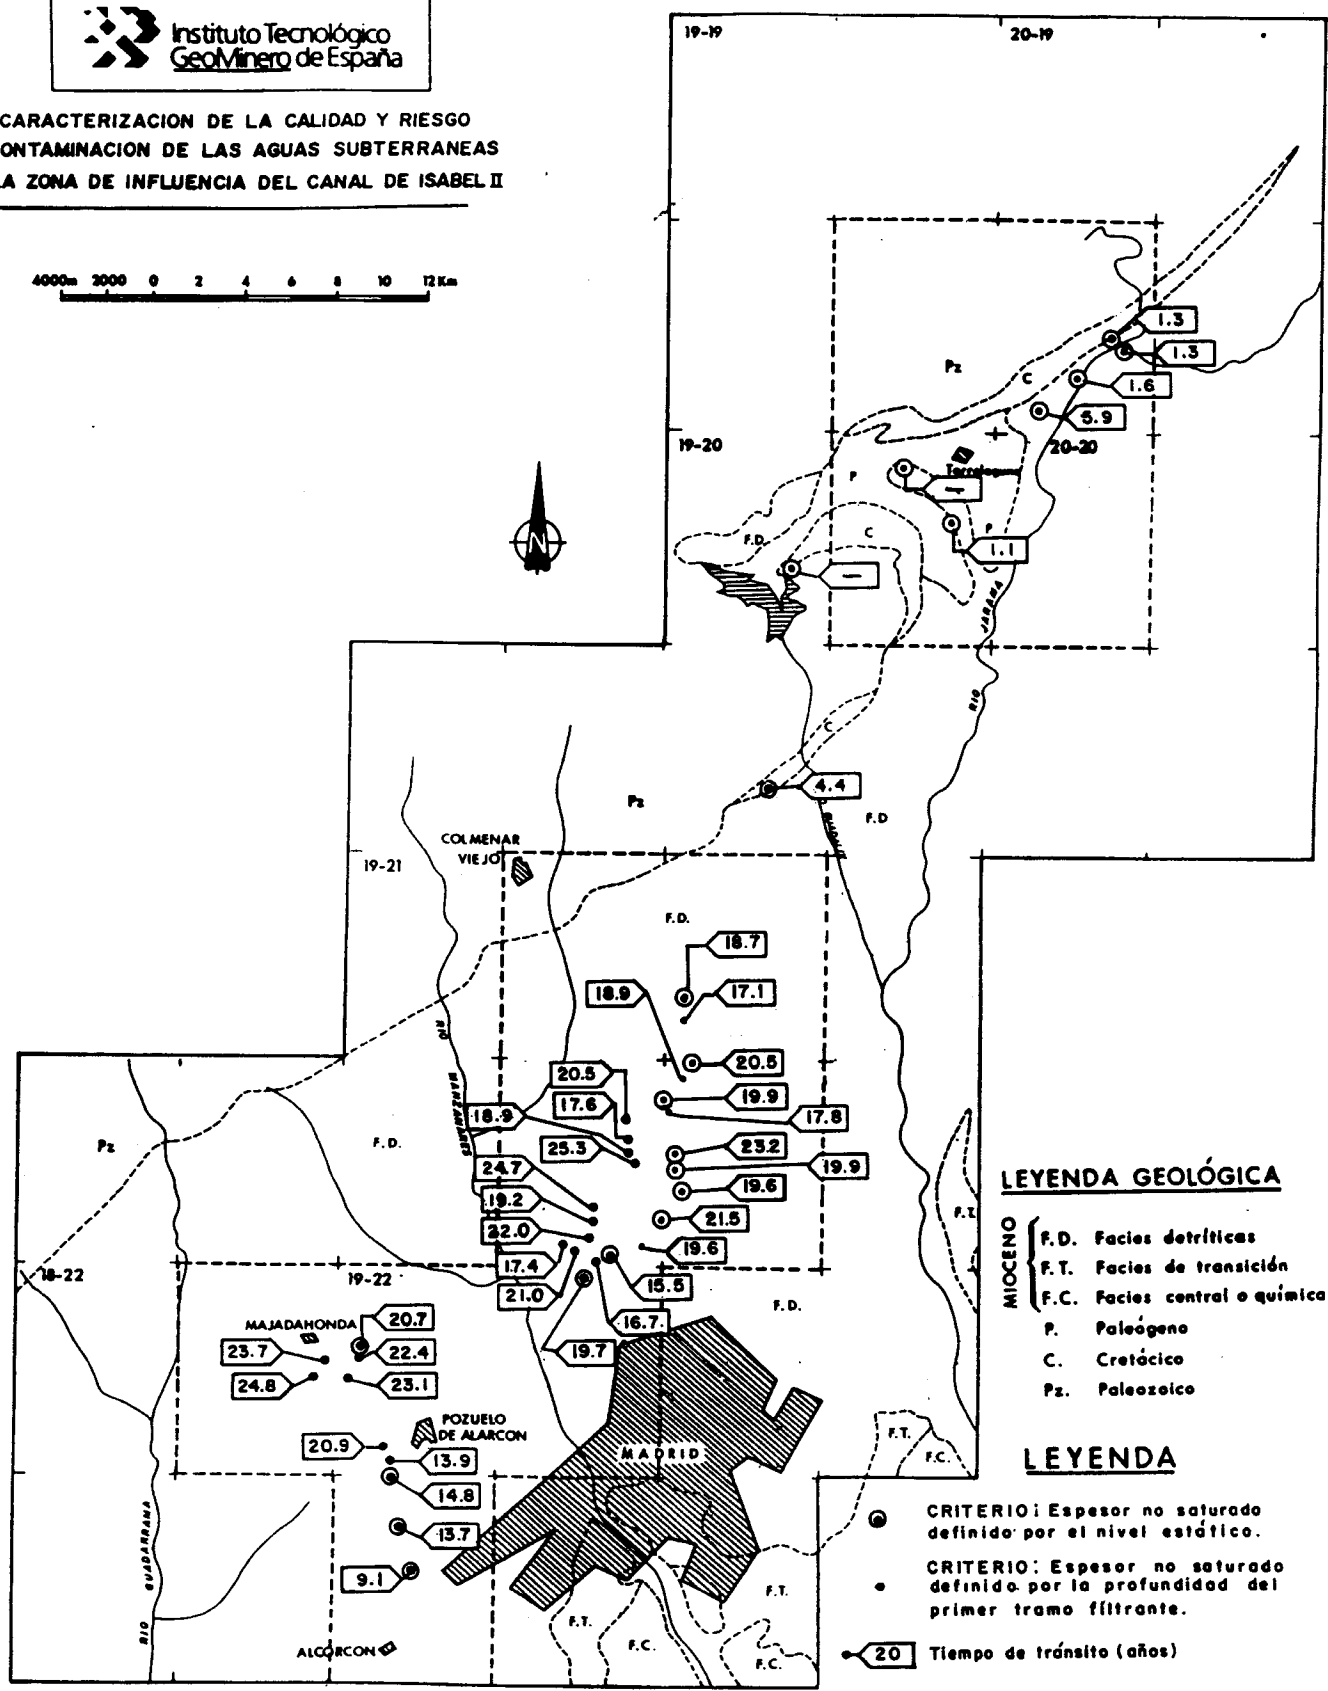 Instituto Tecnológico
GeoMinero de España
CARACTERIZACION DE LA CALIDAD Y RIESGO
ONTAMINACION DE LAS AGUAS SUBTERRANEAS
LA ZONA DE INFLUENCIA DEL CANAL DE ISABEL II
4000m 2000 0 2 4 6 8 10 12 Km
19-19
20-19
1.3
1.3
Pz
C
1.6
5.9
19-20
20-20
Torrelaguna
P
—
F.D.
C
P
1.1
—
JARAMA
RIO
C
4.4
Pz
F.D
COLMENAR
VIEJO
19-21
F.D.
18.7
18.9
17.1
RIO
MANZANARES
20.5
20.5
19.9
17.6
17.8
18.9
25.3
23.2
24.7
19.9
19.2
19.6
22.0
21.5
19.6
17.4
15.5
21.0
16.7
19.7
Pz
F.D.
F.D.
F.T.
18-22
19-22
MAJADAHONDA
20.7
23.7
22.4
24.8
23.1
POZUELO
DE ALARCON
20.9
13.9
14.8
13.7
9.1
MADRID
F.T.
F.C.
RIO GUADARRAMA
ALCORCON
F.T.
F.C.
F.T.
F.C.
LEYENDA GEOLÓGICA
MIOCENO
F.D. Facies detríticas
F.T. Facies de transición
F.C. Facies central o química
P. Paleógeno
C. Cretácico
Pz. Paleozoico
LEYENDA
CRITERIO: Espesor no saturado
definido por el nivel estático.
CRITERIO: Espesor no saturado
definido por la profundidad del
primer tramo filtrante.
20 Tiempo de tránsito (años)
N